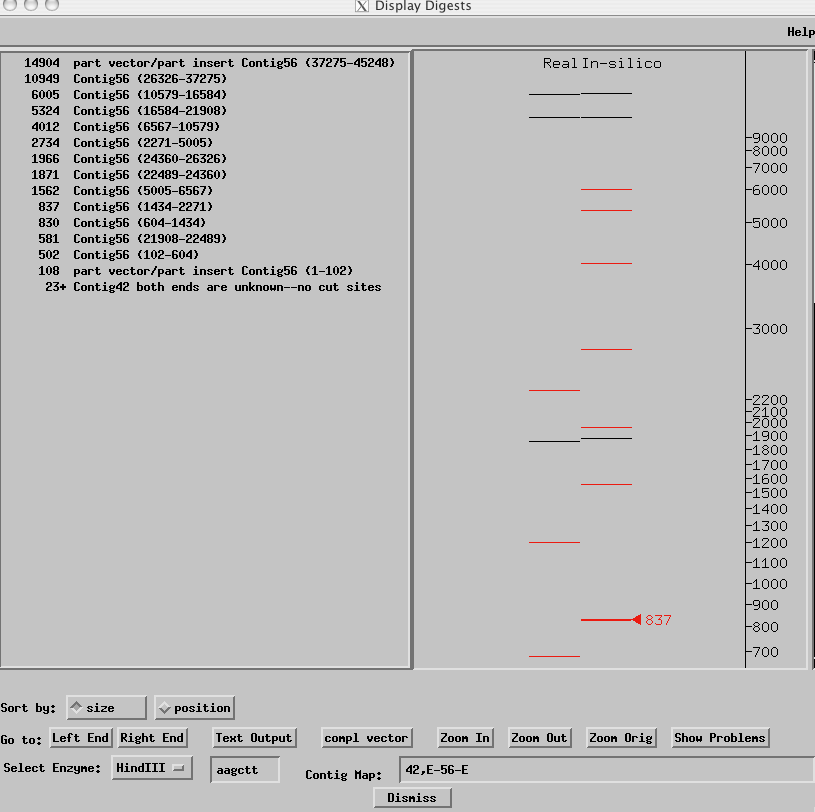 X Display Digests
Help
14904 part vector/part insert Contig56 (37275-45248)
10949 Contig56 (26326-37275)
6005 Contig56 (10579-16584)
5324 Contig56 (16584-21908)
4012 Contig56 (6567-10579)
2734 Contig56 (2271-5005)
1966 Contig56 (24360-26326)
1871 Contig56 (22489-24360)
1562 Contig56 (5005-6567)
837 Contig56 (1434-2271)
830 Contig56 (604-1434)
581 Contig56 (21908-22489)
502 Contig56 (102-604)
108 part vector/part insert Contig56 (1-102)
23+ Contig42 both ends are unknown--no cut sites
Real In-silico
9000
8000
7000
6000
5000
4000
3000
2200
2100
2000
1900
1800
1700
1600
1500
1400
1300
1200
1100
1000
900
837
800
700
Sort by: size position
Go to: Left End Right End Text Output compl vector Zoom In Zoom Out Zoom Orig Show Problems
Select Enzyme: HindIII aagctt Contig Map: 42,E-56-E
Dismiss